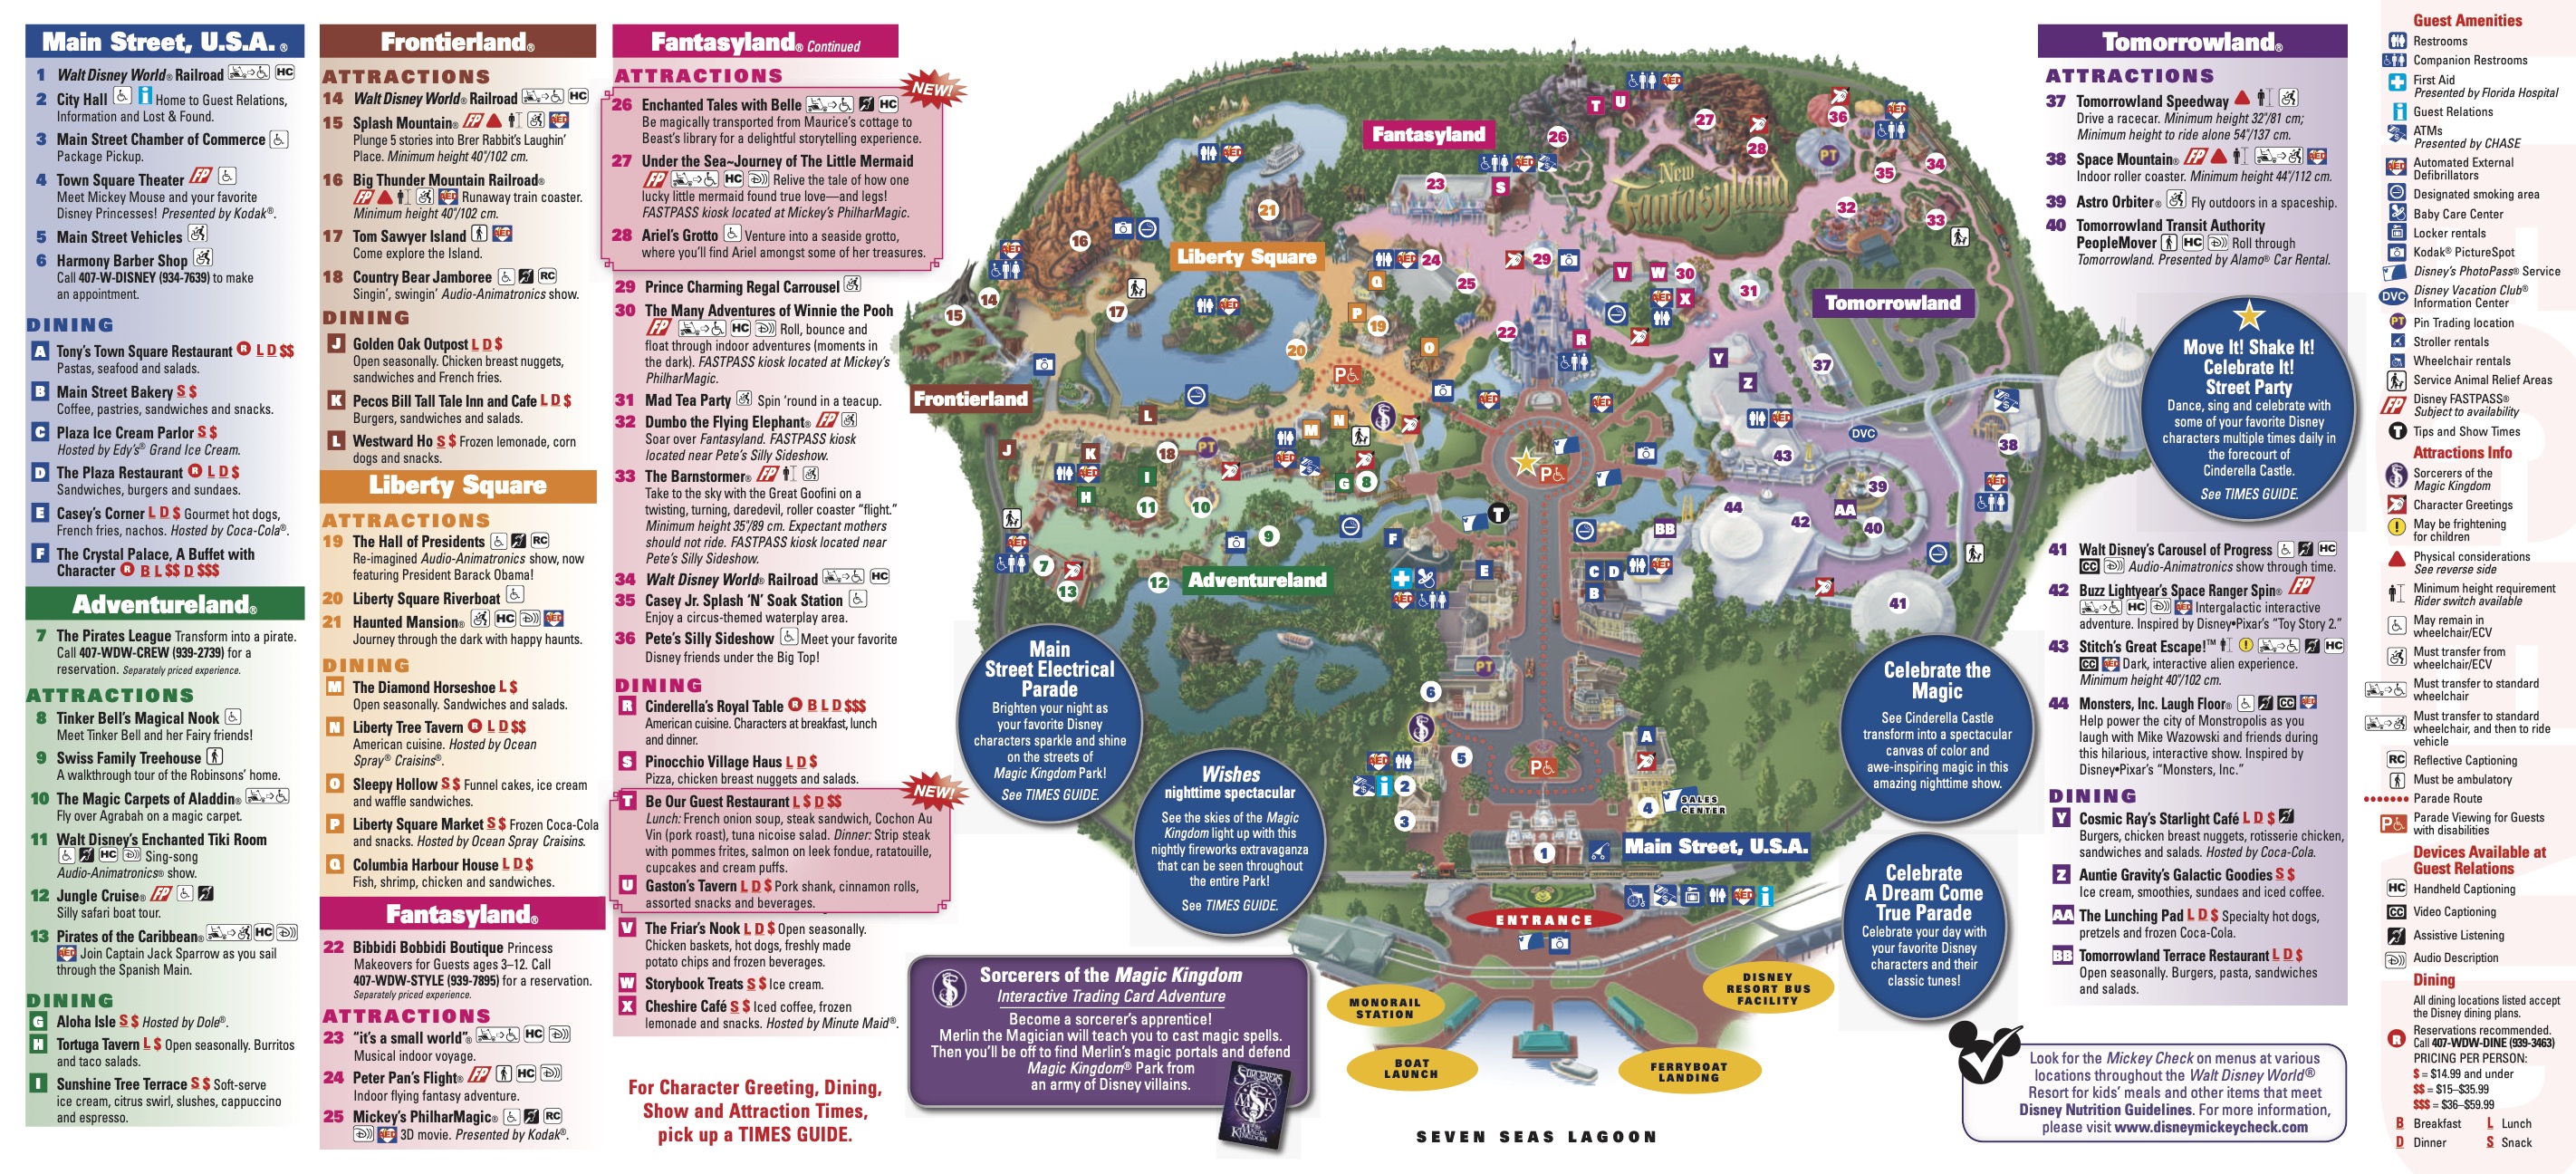 Main Street, U.S.A.®
1 Walt Disney World® Railroad HC
2 City Hall i Home to Guest Relations,
Information and Lost & Found.
3 Main Street Chamber of Commerce
Package Pickup.
4 Town Square Theater FP
Meet Mickey Mouse and your favorite
Disney Princesses! Presented by Kodak®.
5 Main Street Vehicles
6 Harmony Barber Shop
Call 407-W-DISNEY (934-7639) to make
an appointment.
DINING
A Tony's Town Square Restaurant R L D $$
Pastas, seafood and salads.
B Main Street Bakery S $
Coffee, pastries, sandwiches and snacks.
C Plaza Ice Cream Parlor S $
Hosted by Edy's® Grand Ice Cream.
D The Plaza Restaurant R L D $
Sandwiches, burgers and sundaes.
E Casey's Corner L D $ Gourmet hot dogs,
French fries, nachos. Hosted by Coca-Cola®.
F The Crystal Palace, A Buffet with
Character R B L $$ D $$$
Adventureland®
7 The Pirates League Transform into a pirate.
Call 407-WDW-CREW (939-2739) for a
reservation. Separately priced experience.
ATTRACTIONS
8 Tinker Bell's Magical Nook
Meet Tinker Bell and her Fairy friends!
9 Swiss Family Treehouse
A walkthrough tour of the Robinsons' home.
10 The Magic Carpets of Aladdin®
Fly over Agrabah on a magic carpet.
11 Walt Disney's Enchanted Tiki Room
HC D)) Sing-song
Audio-Animatronics® show.
12 Jungle Cruise® FP
Silly safari boat tour.
13 Pirates of the Caribbean® HC D))
AED Join Captain Jack Sparrow as you sail
through the Spanish Main.
DINING
G Aloha Isle S $ Hosted by Dole®.
H Tortuga Tavern L $ Open seasonally. Burritos
and taco salads.
I Sunshine Tree Terrace S $ Soft-serve
ice cream, citrus swirl, slushes, cappuccino
and espresso.
Frontierland®
ATTRACTIONS
14 Walt Disney World® Railroad HC
15 Splash Mountain® FP AED
Plunge 5 stories into Brer Rabbit's Laughin'
Place. Minimum height 40"/102 cm.
16 Big Thunder Mountain Railroad®
FP AED Runaway train coaster.
Minimum height 40"/102 cm.
17 Tom Sawyer Island AED
Come explore the Island.
18 Country Bear Jamboree RC
Singin', swingin' Audio-Animatronics show.
DINING
J Golden Oak Outpost L D $
Open seasonally. Chicken breast nuggets,
sandwiches and French fries.
K Pecos Bill Tall Tale Inn and Cafe L D $
Burgers, sandwiches and salads.
L Westward Ho S $ Frozen lemonade, corn
dogs and snacks.
Liberty Square
ATTRACTIONS
19 The Hall of Presidents RC
Re-imagined Audio-Animatronics show, now
featuring President Barack Obama!
20 Liberty Square Riverboat
21 Haunted Mansion® HC D)) AED
Journey through the dark with happy haunts.
DINING
M The Diamond Horseshoe L $
Open seasonally. Sandwiches and salads.
N Liberty Tree Tavern R L D $$
American cuisine. Hosted by Ocean
Spray® Craisins®.
O Sleepy Hollow S $ Funnel cakes, ice cream
and waffle sandwiches.
P Liberty Square Market S $ Frozen Coca-Cola
and snacks. Hosted by Ocean Spray Craisins.
Q Columbia Harbour House L D $
Fish, shrimp, chicken and sandwiches.
Fantasyland®
22 Bibbidi Bobbidi Boutique Princess
Makeovers for Guests ages 3–12. Call
407-WDW-STYLE (939-7895) for a reservation.
Separately priced experience.
ATTRACTIONS
23 "it's a small world"® HC D))
Musical indoor voyage.
24 Peter Pan's Flight® FP HC D))
Indoor flying fantasy adventure.
25 Mickey's PhilharMagic® RC
D)) AED 3D movie. Presented by Kodak®.
Fantasyland® Continued
ATTRACTIONS
NEW!
26 Enchanted Tales with Belle HC
Be magically transported from Maurice's cottage to
Beast's library for a delightful storytelling experience.
27 Under the Sea~Journey of The Little Mermaid
FP HC D)) Relive the tale of how one
lucky little mermaid found true love—and legs!
FASTPASS kiosk located at Mickey's PhilharMagic.
28 Ariel's Grotto Venture into a seaside grotto,
where you'll find Ariel amongst some of her treasures.
29 Prince Charming Regal Carrousel
30 The Many Adventures of Winnie the Pooh
FP HC D)) Roll, bounce and
float through indoor adventures (moments in
the dark). FASTPASS kiosk located at Mickey's
PhilharMagic.
31 Mad Tea Party Spin 'round in a teacup.
32 Dumbo the Flying Elephant® FP
Soar over Fantasyland. FASTPASS kiosk
located near Pete's Silly Sideshow.
33 The Barnstormer® FP
Take to the sky with the Great Goofini on a
twisting, turning, daredevil, roller coaster "flight."
Minimum height 35"/89 cm. Expectant mothers
should not ride. FASTPASS kiosk located near
Pete's Silly Sideshow.
34 Walt Disney World® Railroad HC
35 Casey Jr. Splash 'N' Soak Station
Enjoy a circus-themed waterplay area.
36 Pete's Silly Sideshow Meet your favorite
Disney friends under the Big Top!
DINING
R Cinderella's Royal Table R B L D $$$
American cuisine. Characters at breakfast, lunch
and dinner.
S Pinocchio Village Haus L D $
Pizza, chicken breast nuggets and salads.
NEW!
T Be Our Guest Restaurant L $ D $$
Lunch: French onion soup, steak sandwich, Cochon Au
Vin (pork roast), tuna nicoise salad. Dinner: Strip steak
with pommes frites, salmon on leek fondue, ratatouille,
cupcakes and cream puffs.
U Gaston's Tavern L D $ Pork shank, cinnamon rolls,
assorted snacks and beverages.
V The Friar's Nook L D $ Open seasonally.
Chicken baskets, hot dogs, freshly made
potato chips and frozen beverages.
W Storybook Treats S $ Ice cream.
X Cheshire Café S $ Iced coffee, frozen
lemonade and snacks. Hosted by Minute Maid®.
For Character Greeting, Dining,
Show and Attraction Times,
pick up a TIMES GUIDE.
Fantasyland
New
Fantasyland
Liberty Square
Tomorrowland
Frontierland
Adventureland
Main Street, U.S.A.
SALES
CENTER
DVC
PT
ENTRANCE
MONORAIL
STATION
DISNEY
RESORT BUS
FACILITY
BOAT
LAUNCH
FERRYBOAT
LANDING
SEVEN SEAS LAGOON
Main
Street Electrical
Parade
Brighten your night as
your favorite Disney
characters sparkle and shine
on the streets of
Magic Kingdom Park!
See TIMES GUIDE.
Wishes
nighttime spectacular
See the skies of the Magic
Kingdom light up with this
nightly fireworks extravaganza
that can be seen throughout
the entire Park!
See TIMES GUIDE.
Sorcerers of the Magic Kingdom
Interactive Trading Card Adventure
Become a sorcerer's apprentice!
Merlin the Magician will teach you to cast magic spells.
Then you'll be off to find Merlin's magic portals and defend
Magic Kingdom® Park from
an army of Disney villains.
Celebrate the
Magic
See Cinderella Castle
transform into a spectacular
canvas of color and
awe-inspiring magic in this
amazing nighttime show.
Celebrate
A Dream Come
True Parade
Celebrate your day with
your favorite Disney
characters and their
classic tunes!
Move It! Shake It!
Celebrate It!
Street Party
Dance, sing and celebrate with
some of your favorite Disney
characters multiple times daily in
the forecourt of
Cinderella Castle.
See TIMES GUIDE.
Tomorrowland®
ATTRACTIONS
37 Tomorrowland Speedway
Drive a racecar. Minimum height 32"/81 cm;
Minimum height to ride alone 54"/137 cm.
38 Space Mountain® FP AED
Indoor roller coaster. Minimum height 44"/112 cm.
39 Astro Orbiter® Fly outdoors in a spaceship.
40 Tomorrowland Transit Authority
PeopleMover HC D)) Roll through
Tomorrowland. Presented by Alamo® Car Rental.
41 Walt Disney's Carousel of Progress HC
CC D)) Audio-Animatronics show through time.
42 Buzz Lightyear's Space Ranger Spin® FP
HC D)) AED Intergalactic interactive
adventure. Inspired by Disney•Pixar's "Toy Story 2."
43 Stitch's Great Escape!™ HC
CC AED Dark, interactive alien experience.
Minimum height 40"/102 cm.
44 Monsters, Inc. Laugh Floor® CC AED
Help power the city of Monstropolis as you
laugh with Mike Wazowski and friends during
this hilarious, interactive show. Inspired by
Disney•Pixar's "Monsters, Inc."
DINING
Y Cosmic Ray's Starlight Café L D $
Burgers, chicken breast nuggets, rotisserie chicken,
sandwiches and salads. Hosted by Coca-Cola.
Z Auntie Gravity's Galactic Goodies S $
Ice cream, smoothies, sundaes and iced coffee.
AA The Lunching Pad L D $ Specialty hot dogs,
pretzels and frozen Coca-Cola.
BB Tomorrowland Terrace Restaurant L D $
Open seasonally. Burgers, pasta, sandwiches
and salads.
Look for the Mickey Check on menus at various
locations throughout the Walt Disney World®
Resort for kids' meals and other items that meet
Disney Nutrition Guidelines. For more information,
please visit www.disneymickeycheck.com
Guest Amenities
Restrooms
Companion Restrooms
First Aid
Presented by Florida Hospital
Guest Relations
ATMs
Presented by CHASE
Automated External
Defibrillators
Designated smoking area
Baby Care Center
Locker rentals
Kodak® PictureSpot
Disney's PhotoPass® Service
DVC Disney Vacation Club®
Information Center
PT Pin Trading location
Stroller rentals
Wheelchair rentals
Service Animal Relief Areas
FP Disney FASTPASS®
Subject to availability
T Tips and Show Times
Attractions Info
Sorcerers of the
Magic Kingdom
Character Greetings
May be frightening
for children
Physical considerations
See reverse side
Minimum height requirement
Rider switch available
May remain in
wheelchair/ECV
Must transfer from
wheelchair/ECV
Must transfer to standard
wheelchair
Must transfer to standard
wheelchair, and then to ride
vehicle
RC Reflective Captioning
Must be ambulatory
Parade Route
Parade Viewing for Guests
with disabilities
Devices Available at
Guest Relations
HC Handheld Captioning
CC Video Captioning
Assistive Listening
D)) Audio Description
Dining
All dining locations listed accept
the Disney dining plans.
R Reservations recommended.
Call 407-WDW-DINE (939-3463)
PRICING PER PERSON:
$ = $14.99 and under
$$ = $15–$35.99
$$$ = $36–$59.99
B Breakfast L Lunch
D Dinner S Snack